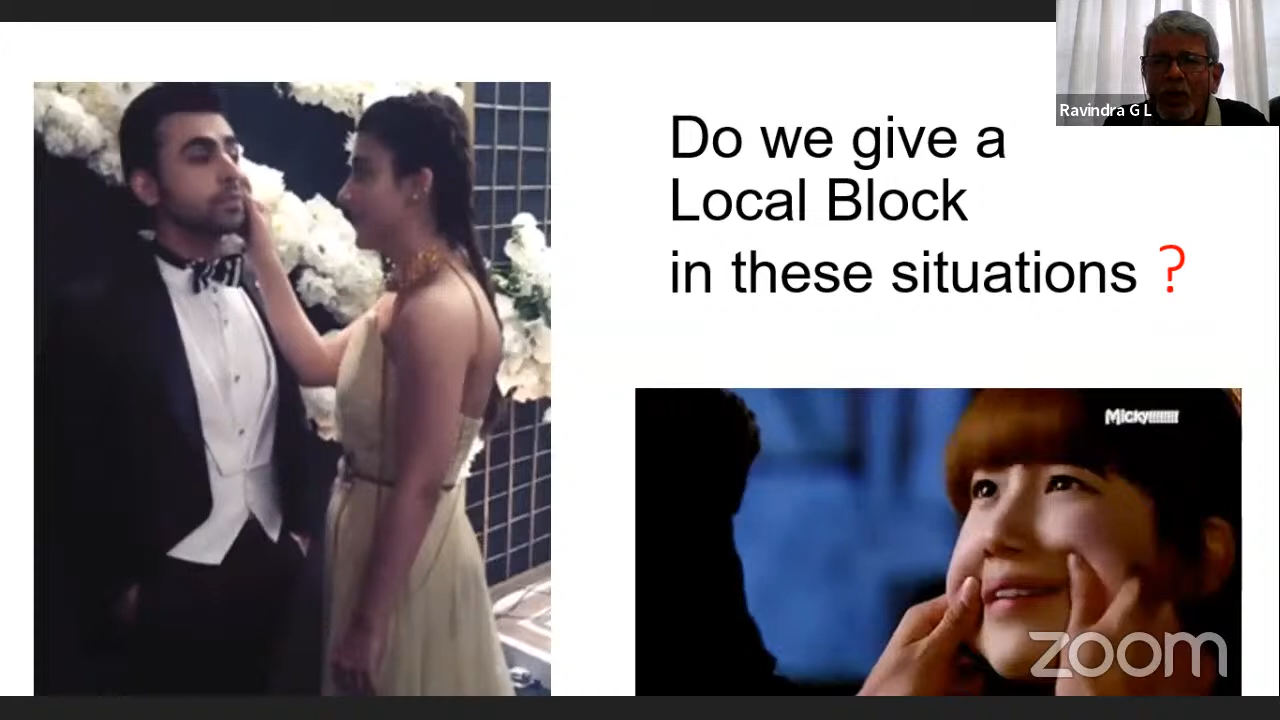 Ravindra G L
Do we give a
Local Block
in these situations ?
Micky!!!!!!!!!
zoom